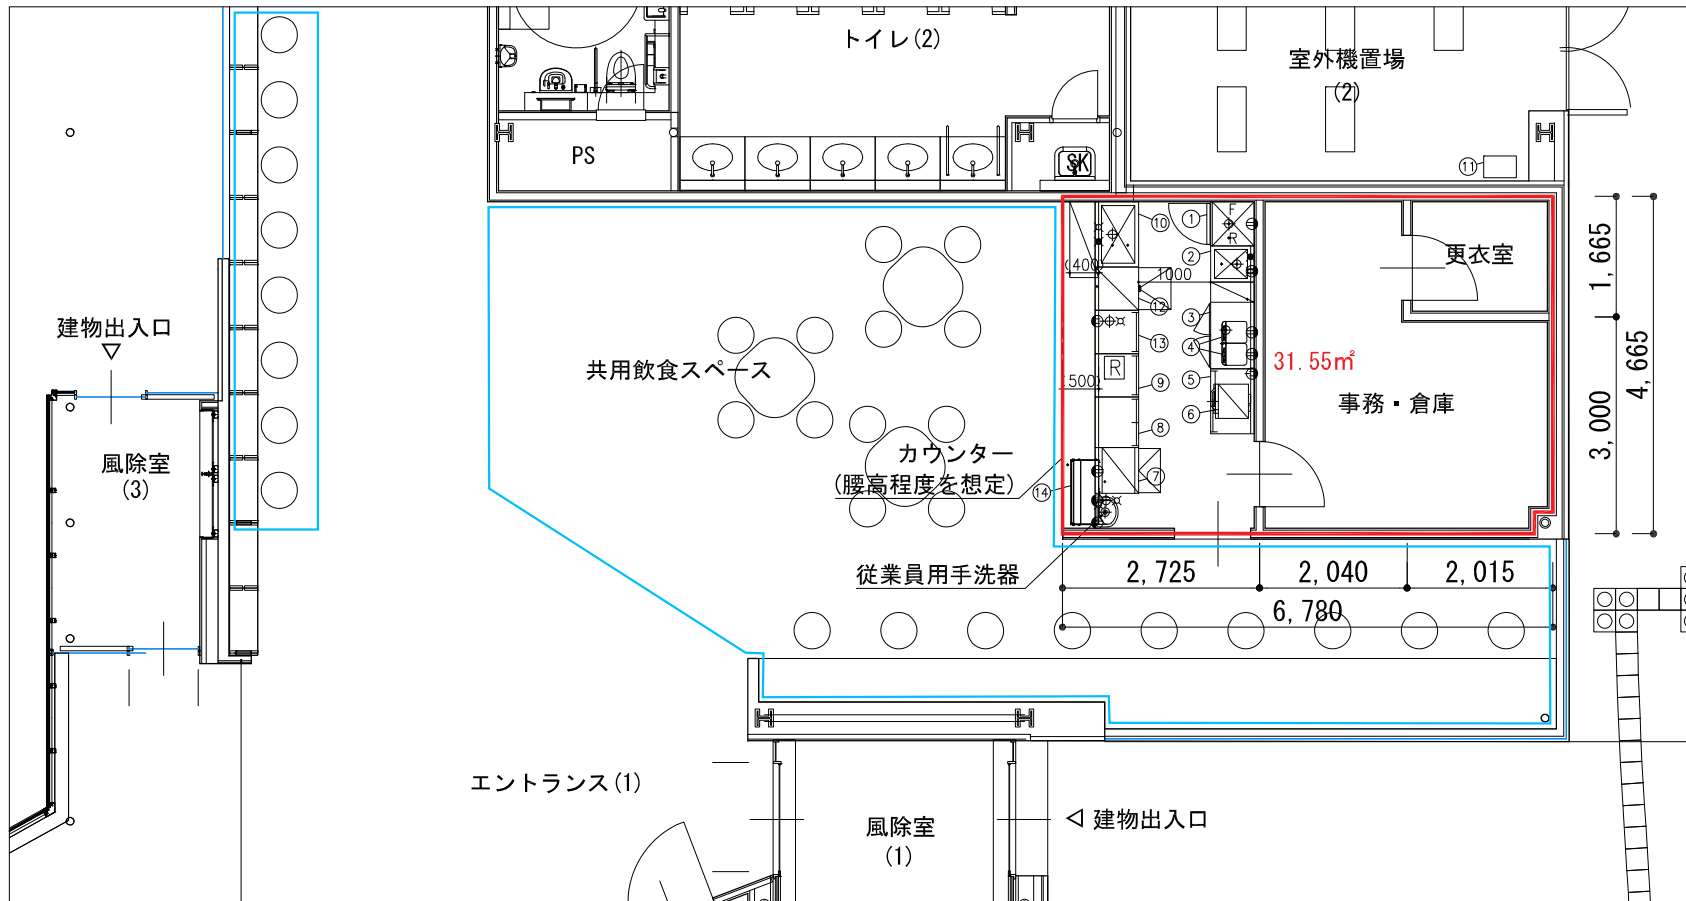 トイレ(2)
室外機置場
(2)
PS
SK
⑪
⑩
①
F
R
②
更衣室
1,665
(400)
1000
⑫
③
建物出入口
⑬
④
31.55㎡
4,665
共用飲食スペース
R
(500)
⑨
⑤
⑥
事務・倉庫
3,000
⑧
カウンター
(腰高程度を想定)
風除室
(3)
⑦
⑭
従業員用手洗器
2,725
2,040
2,015
6,780
エントランス(1)
風除室
(1)
建物出入口